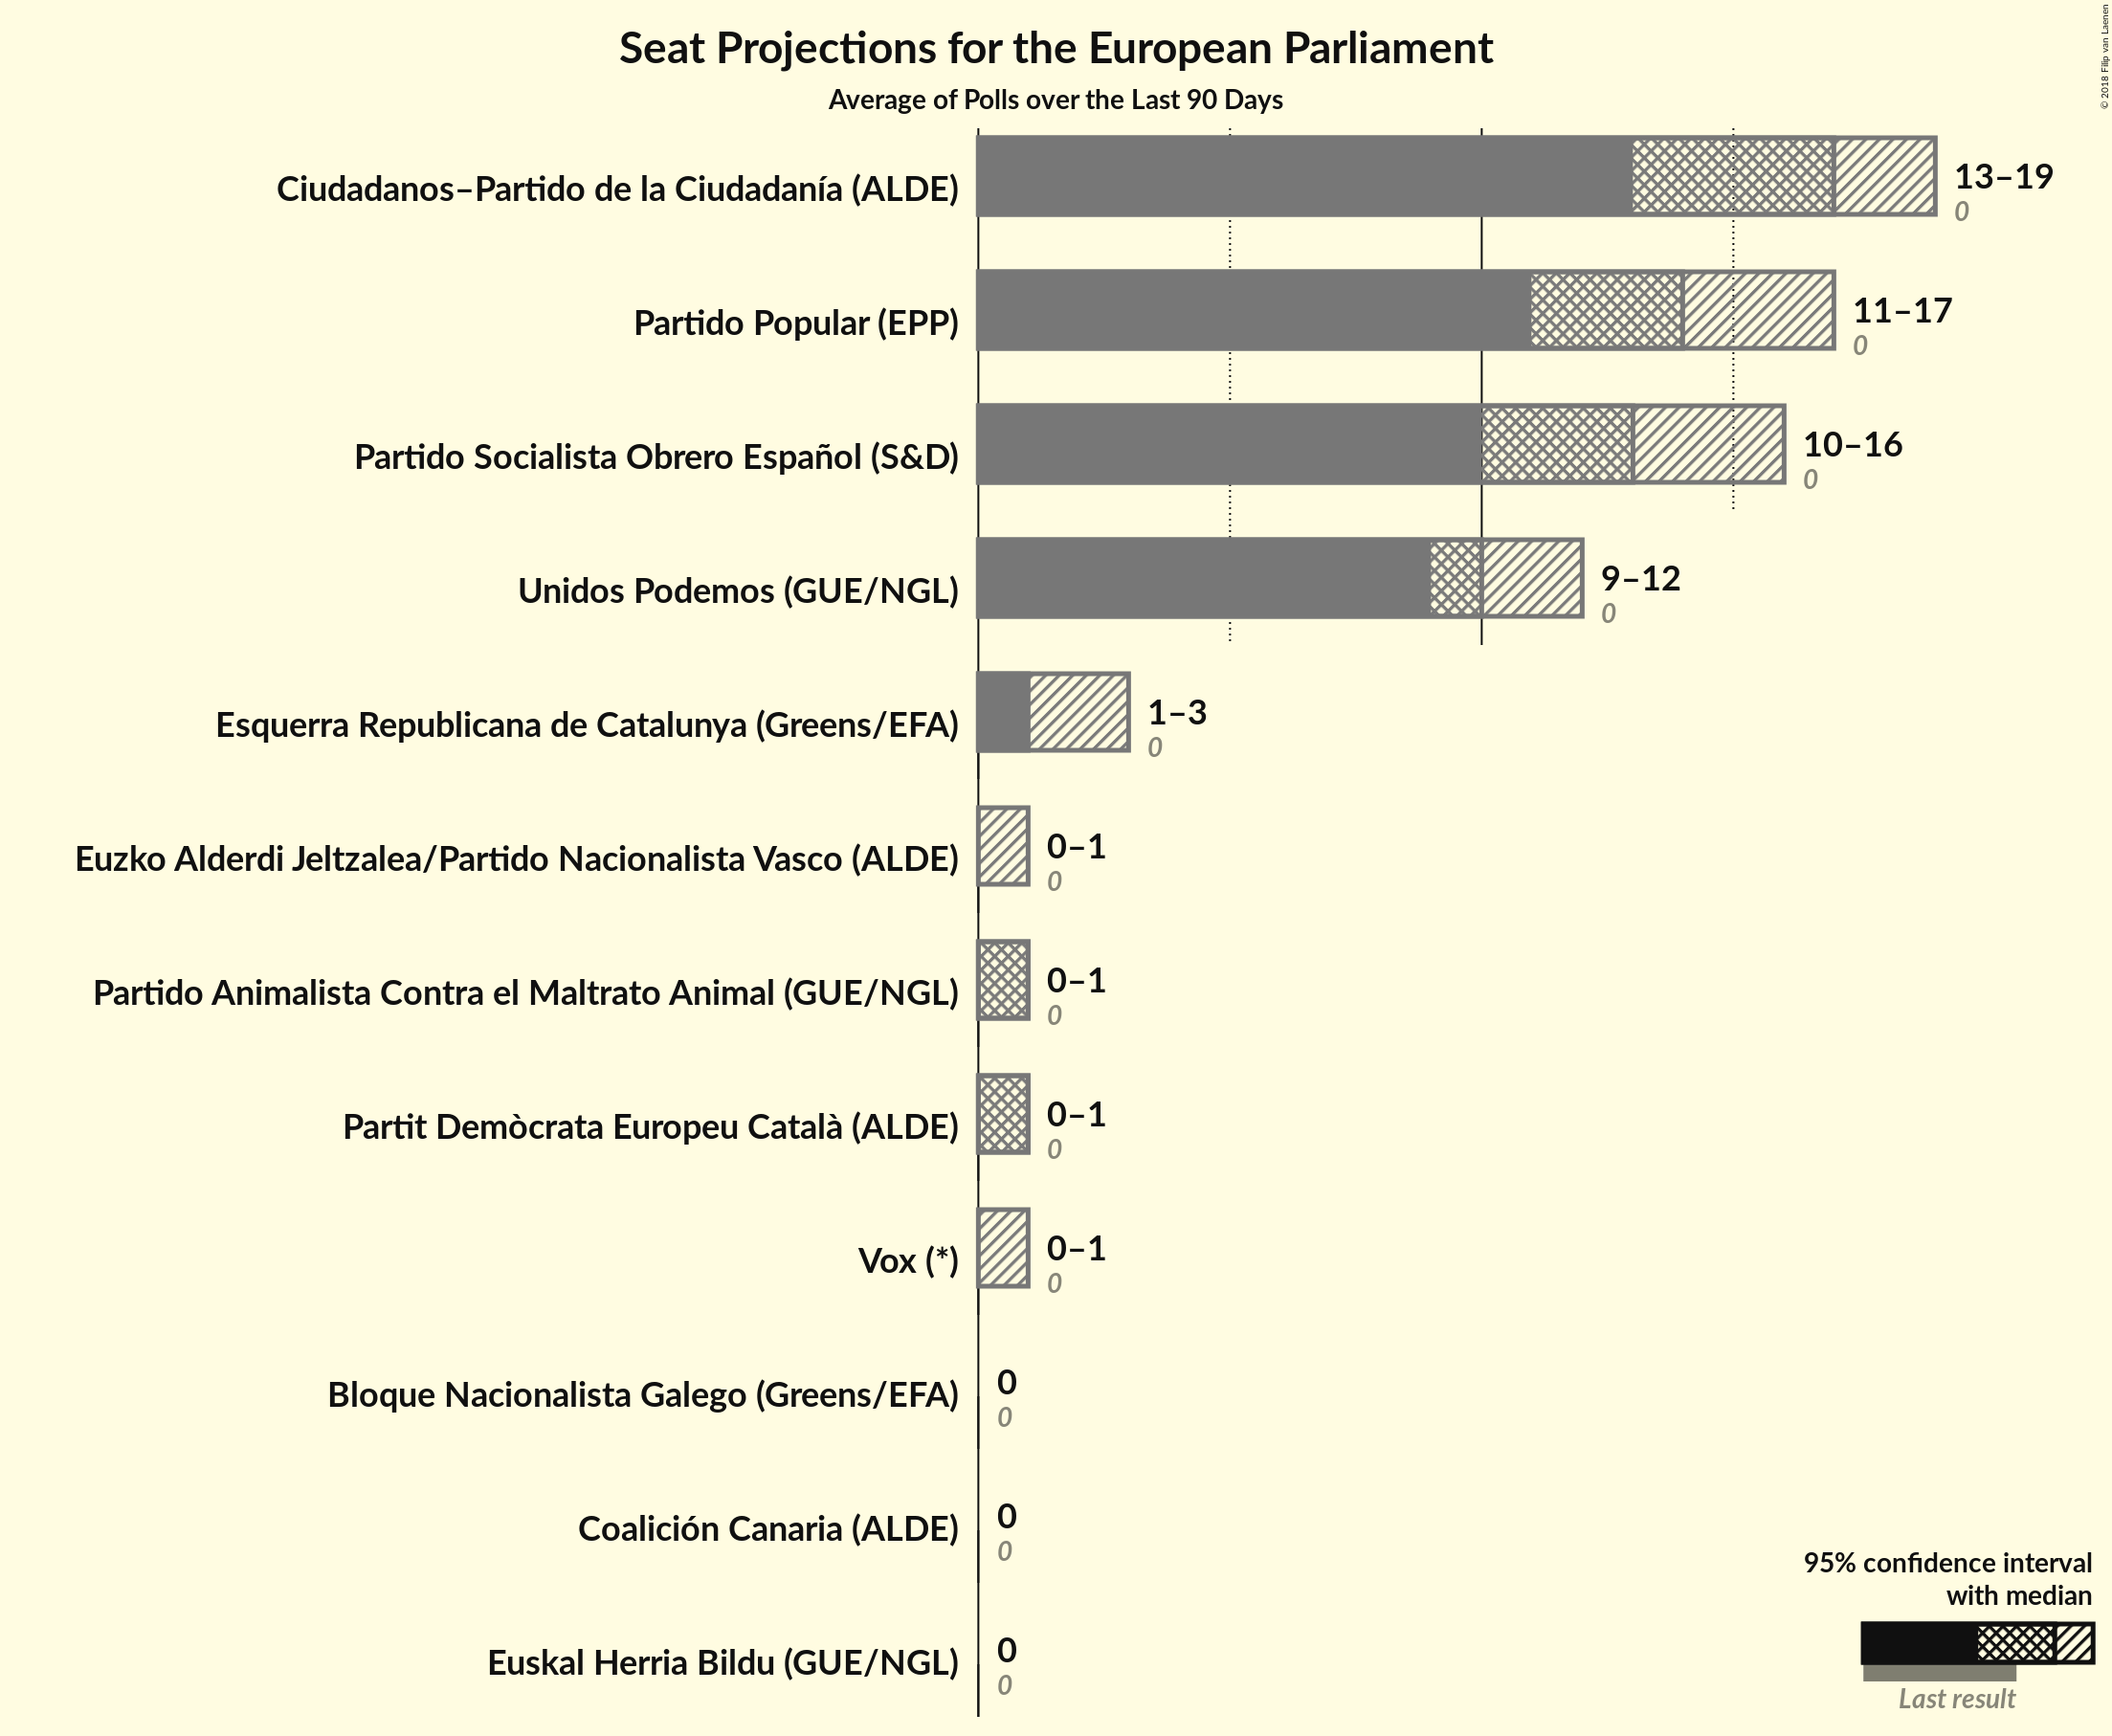 Seat Projections for the European Parliament
Average of Polls over the Last 90 Days
© 2018 Filip van Laenen
Ciudadanos–Partido de la Ciudadanía (ALDE)
13–19
0
Partido Popular (EPP)
11–17
0
Partido Socialista Obrero Español (S&D)
10–16
0
Unidos Podemos (GUE/NGL)
9–12
0
Esquerra Republicana de Catalunya (Greens/EFA)
1–3
0
Euzko Alderdi Jeltzalea/Partido Nacionalista Vasco (ALDE)
0–1
0
Partido Animalista Contra el Maltrato Animal (GUE/NGL)
0–1
0
Partit Demòcrata Europeu Català (ALDE)
0–1
0
Vox (*)
0–1
0
Bloque Nacionalista Galego (Greens/EFA)
0
0
Coalición Canaria (ALDE)
0
0
Euskal Herria Bildu (GUE/NGL)
0
0
95% confidence interval
with median
Last result